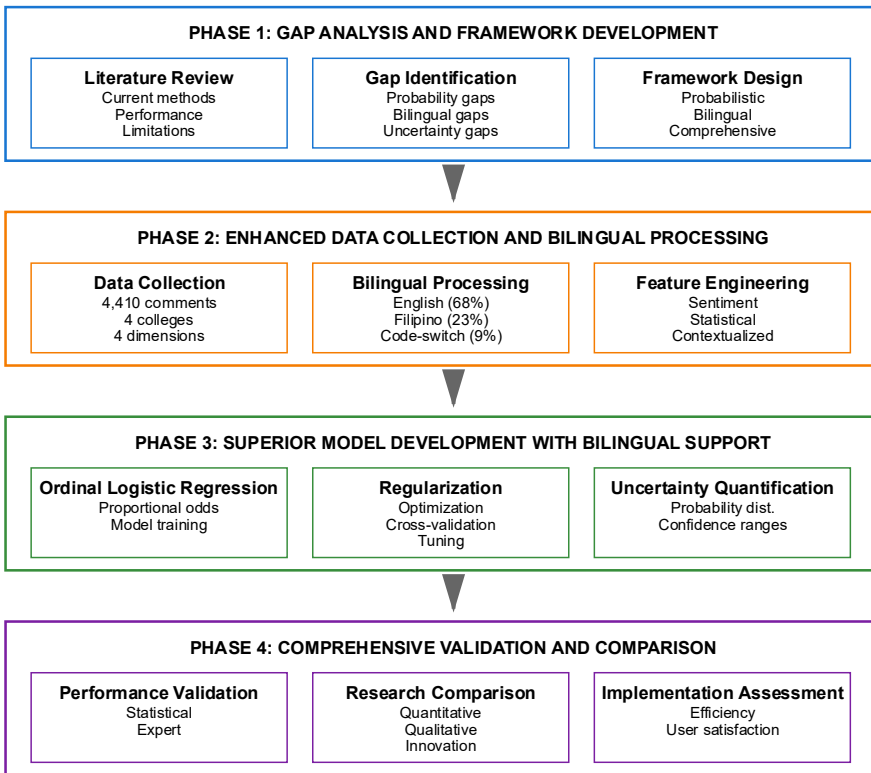 PHASE 1: GAP ANALYSIS AND FRAMEWORK DEVELOPMENT
Literature Review
Current methods
Performance
Limitations
Gap Identification
Probability gaps
Bilingual gaps
Uncertainty gaps
Framework Design
Probabilistic
Bilingual
Comprehensive
PHASE 2: ENHANCED DATA COLLECTION AND BILINGUAL PROCESSING
Data Collection
4,410 comments
4 colleges
4 dimensions
Bilingual Processing
English (68%)
Filipino (23%)
Code-switch (9%)
Feature Engineering
Sentiment
Statistical
Contextualized
PHASE 3: SUPERIOR MODEL DEVELOPMENT WITH BILINGUAL SUPPORT
Ordinal Logistic Regression
Proportional odds
Model training
Regularization
Optimization
Cross-validation
Tuning
Uncertainty Quantification
Probability dist.
Confidence ranges
PHASE 4: COMPREHENSIVE VALIDATION AND COMPARISON
Performance Validation
Statistical
Expert
Research Comparison
Quantitative
Qualitative
Innovation
Implementation Assessment
Efficiency
User satisfaction